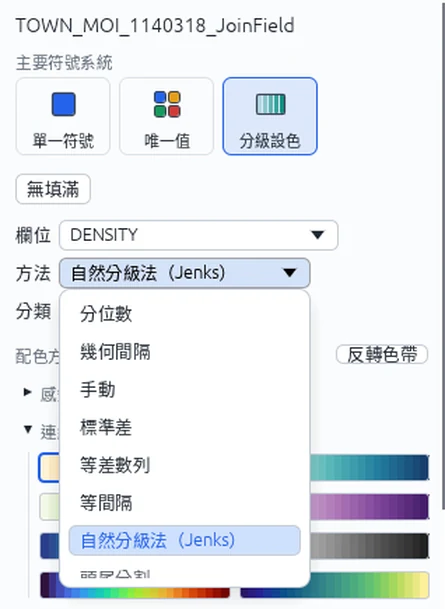 TOWN_MOI_1140318_JoinField
主要符號系統
單一符號 唯一值 分級設色
無填滿
欄位 DENSITY
方法 自然分級法（Jenks）
分類
分位數
幾何間隔
配色方
反轉色帶
手動
標準差
等差數列
等間隔
自然分級法（Jenks）